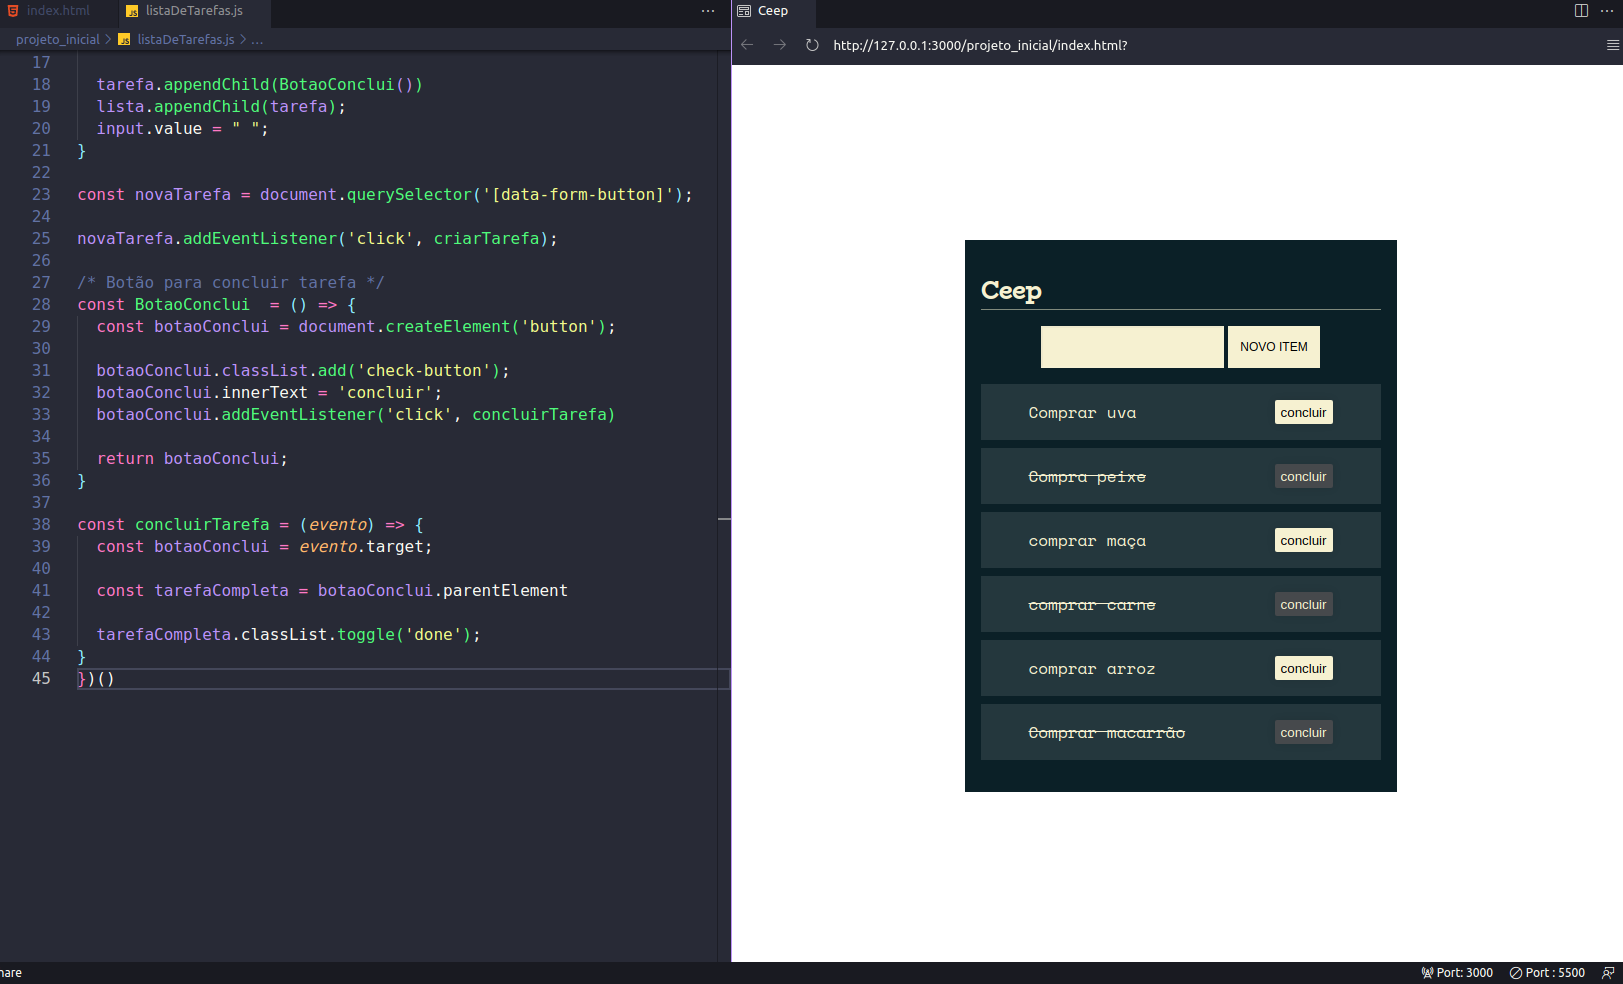 index.html
listaDeTarefas.js
···
projeto_inicial > JS listaDeTarefas.js > ...
17
18 tarefa.appendChild(BotaoConclui())
19 lista.appendChild(tarefa);
20 input.value = " ";
21 }
22
23 const novaTarefa = document.querySelector('[data-form-button]');
24
25 novaTarefa.addEventListener('click', criarTarefa);
26
27 /* Botão para concluir tarefa */
28 const BotaoConclui  = () => {
29 const botaoConclui = document.createElement('button');
30
31 botaoConclui.classList.add('check-button');
32 botaoConclui.innerText = 'concluir';
33 botaoConclui.addEventListener('click', concluirTarefa)
34
35 return botaoConclui;
36 }
37
38 const concluirTarefa = (evento) => {
39 const botaoConclui = evento.target;
40
41 const tarefaCompleta = botaoConclui.parentElement
42
43 tarefaCompleta.classList.toggle('done');
44 }
45 })()
Ceep
http://127.0.0.1:3000/projeto_inicial/index.html?
Ceep
NOVO ITEM
Comprar uva concluir
Compra peixe concluir
comprar maça concluir
comprar carne concluir
comprar arroz concluir
Comprar macarrão concluir
hare
Port: 3000
Port : 5500